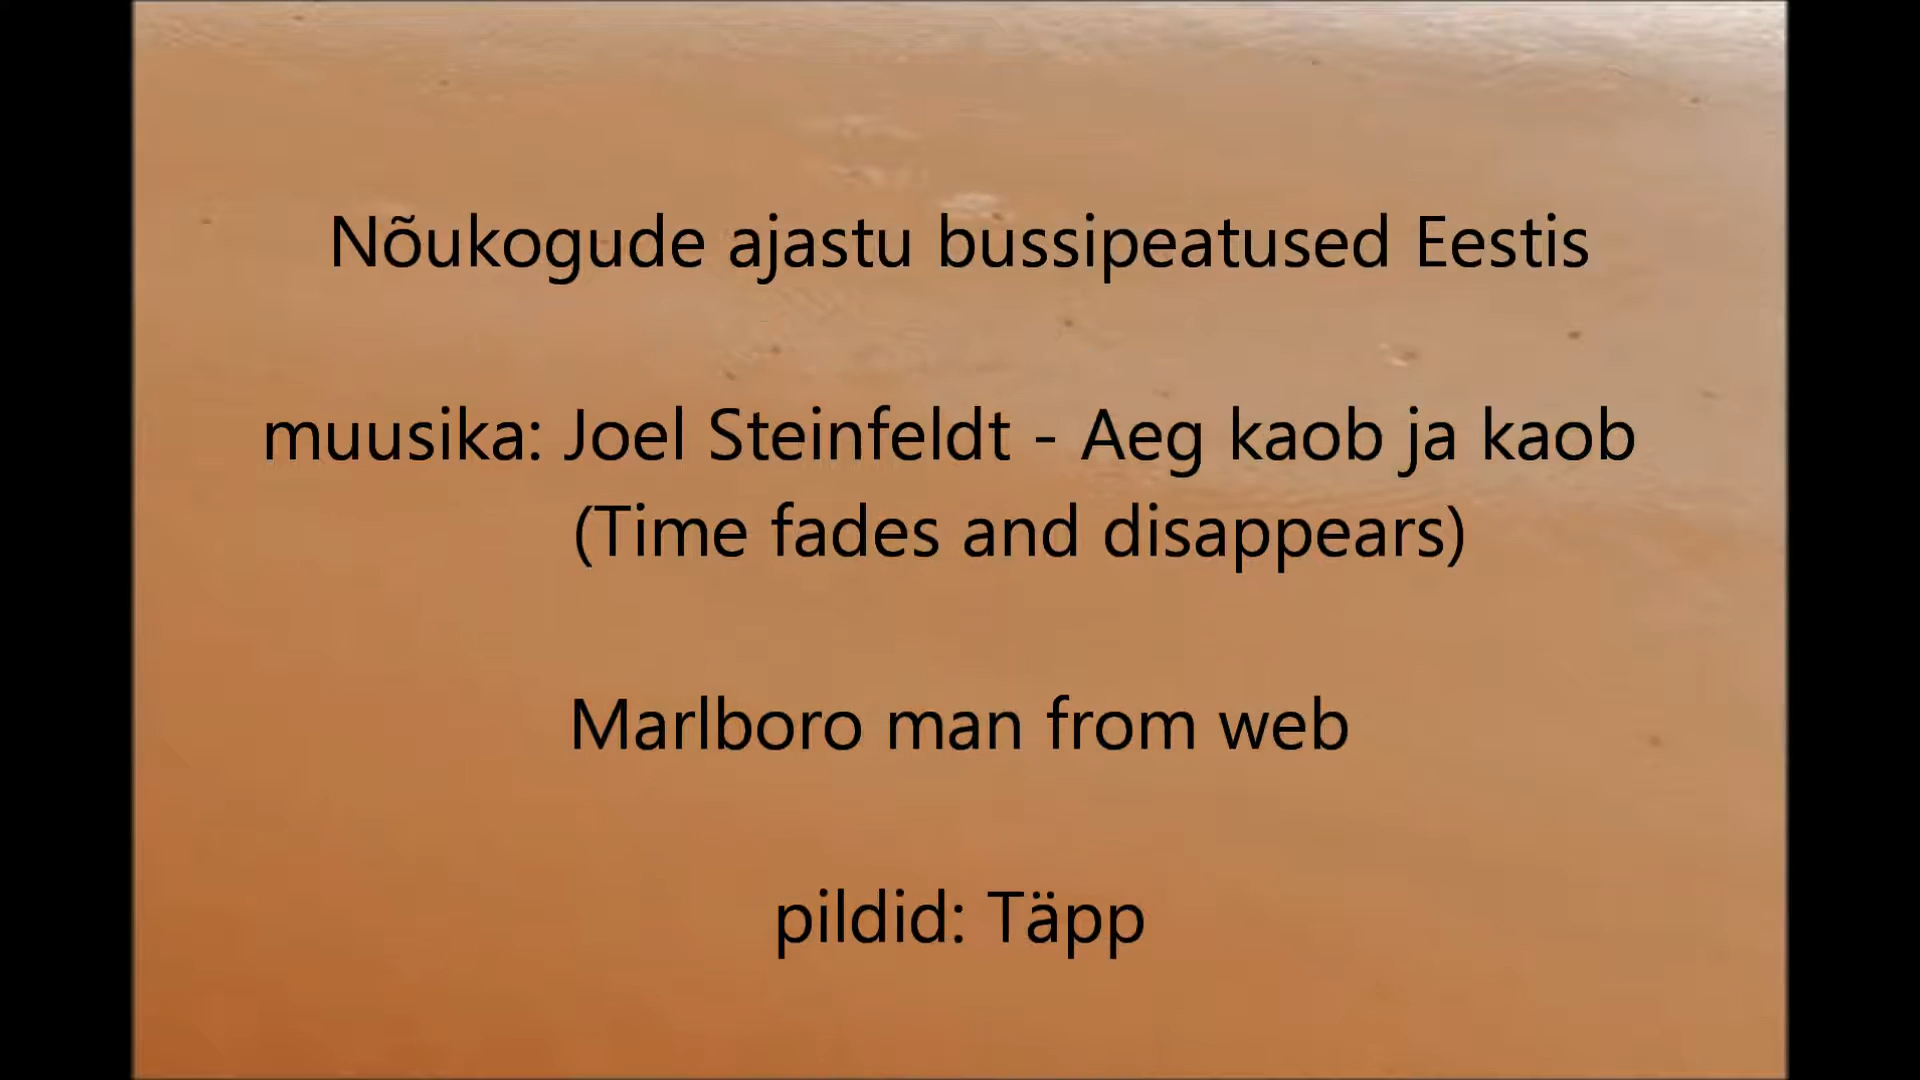 Nõukogude ajastu bussipeatused Eestis
muusika: Joel Steinfeldt - Aeg kaob ja kaob
(Time fades and disappears)
Marlboro man from web
pildid: Täpp